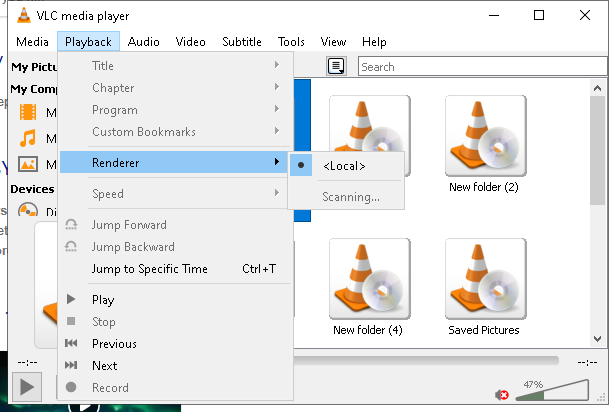 VLC media player
Media Playback Audio Video Subtitle Tools View Help
My Pictu
Search
My Comp
Devices
Title
Chapter
Program
Custom Bookmarks
Renderer
<Local>
Scanning...
Speed
Jump Forward
Jump Backward
Jump to Specific Time Ctrl+T
Play
Stop
Previous
Next
Record
New folder (2)
New folder (4)
Saved Pictures
--:--
--:--
47%